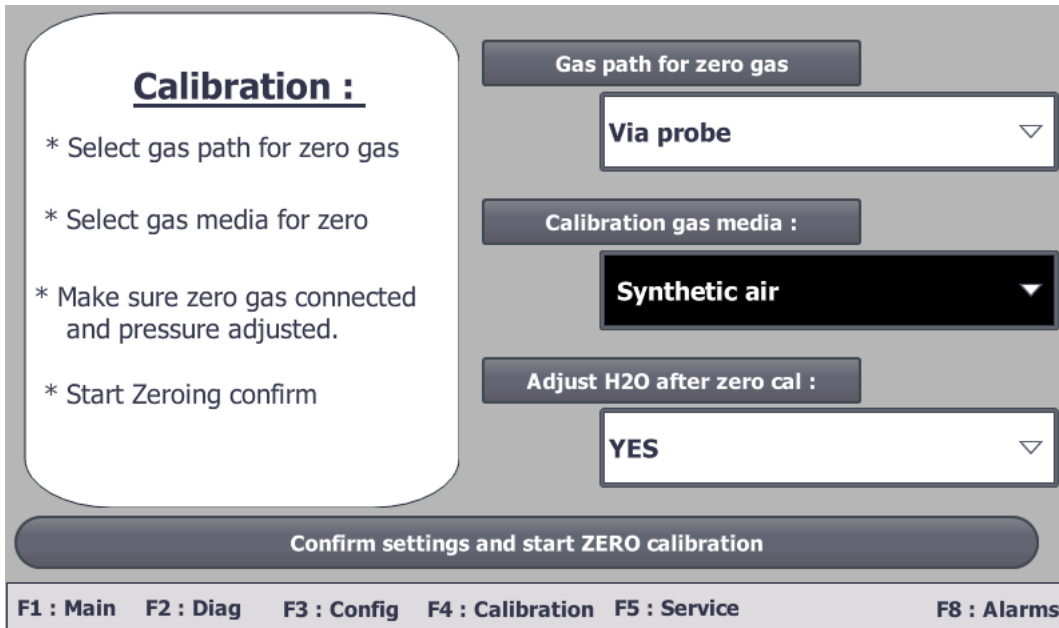 Calibration :
* Select gas path for zero gas
* Select gas media for zero
* Make sure zero gas connected
and pressure adjusted.
* Start Zeroing confirm
Gas path for zero gas
Via probe
Calibration gas media :
Synthetic air
Adjust H2O after zero cal :
YES
Confirm settings and start ZERO calibration
F1 : Main F2 : Diag F3 : Config F4 : Calibration F5 : Service F8 : Alarms